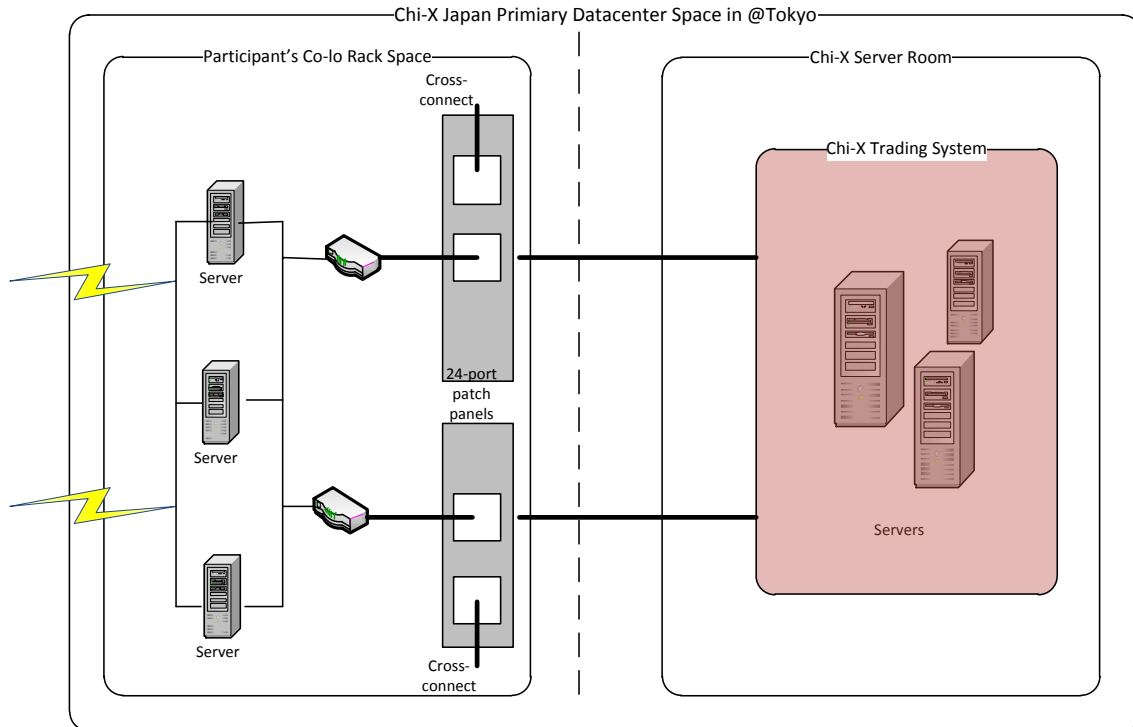 Chi-X Japan Primiary Datacenter Space in @Tokyo
Participant's Co-lo Rack Space
Chi-X Server Room
Cross-
connect
Chi-X Trading System
Server
24-port
patch
panels
Server
Servers
Server
Cross-
connect